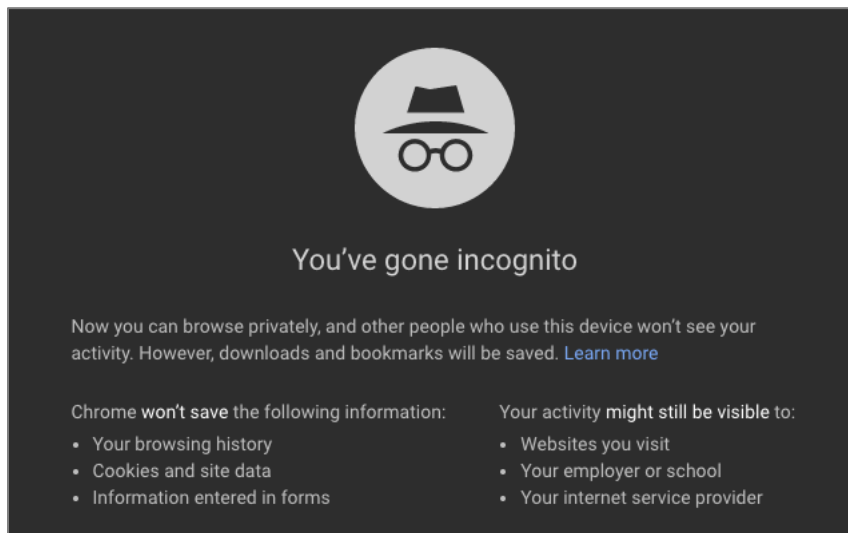 You've gone incognito
Now you can browse privately, and other people who use this device won't see your
activity. However, downloads and bookmarks will be saved. Learn more
Chrome won't save the following information:
• Your browsing history
• Cookies and site data
• Information entered in forms
Your activity might still be visible to:
• Websites you visit
• Your employer or school
• Your internet service provider